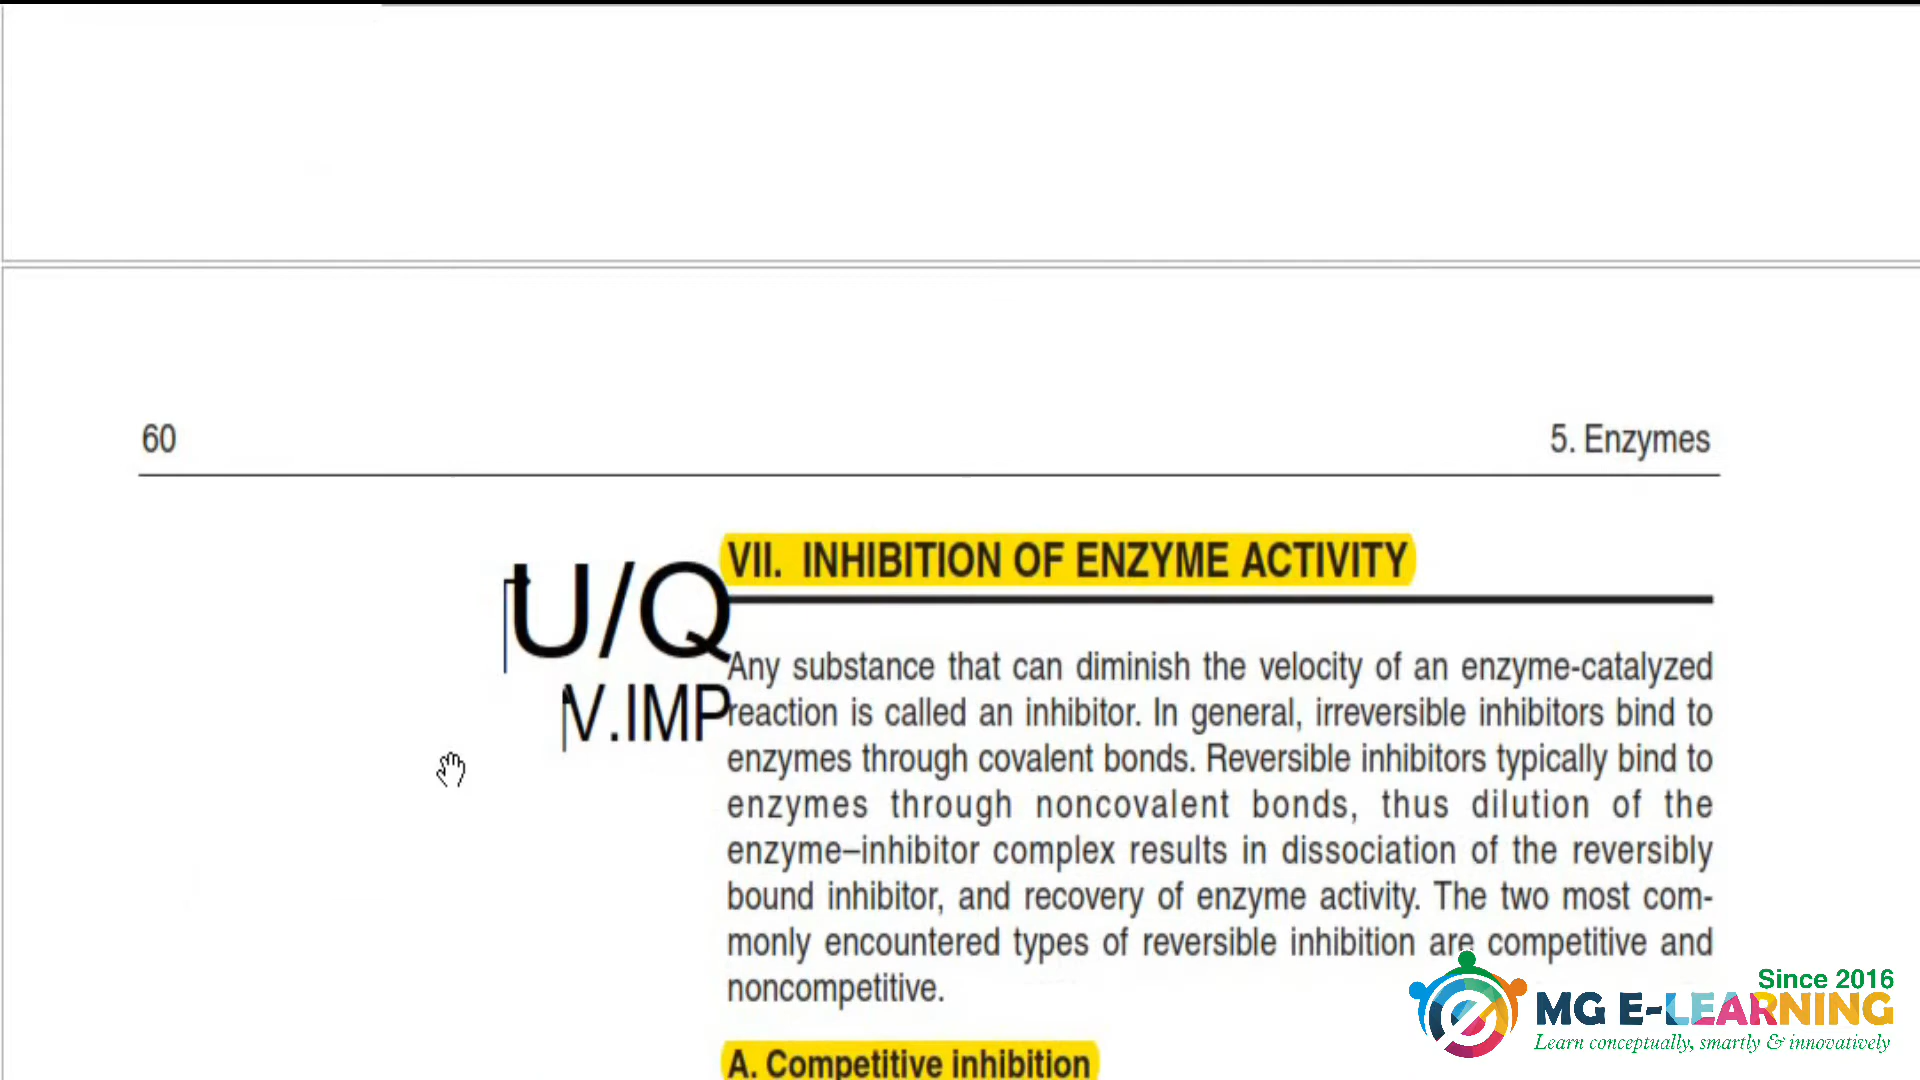 60
5. Enzymes
VII. INHIBITION OF ENZYME ACTIVITY
U/Q
V.IMP
Any substance that can diminish the velocity of an enzyme-catalyzed
reaction is called an inhibitor. In general, irreversible inhibitors bind to
enzymes through covalent bonds. Reversible inhibitors typically bind to
enzymes through noncovalent bonds, thus dilution of the
enzyme–inhibitor complex results in dissociation of the reversibly
bound inhibitor, and recovery of enzyme activity. The two most com-
monly encountered types of reversible inhibition are competitive and
noncompetitive.
A. Competitive inhibition
Since 2016
MG E-LEARNING
Learn conceptually, smartly & innovatively